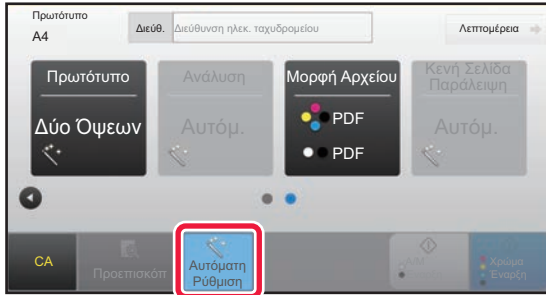 Πρωτότυπο
A4
Διεύθ.
Διεύθυνση ηλεκ. ταχυδρομείου
Λεπτομέρεια
Πρωτότυπο
Δύο Όψεων
Ανάλυση
Αυτόμ.
Μορφή Αρχείου
PDF
PDF
Κενή Σελίδα
Παράλειψη
Αυτόμ.
CA
Προεπισκόπ
Αυτόματη
Ρύθμιση
Χρώμα
Έναρξη